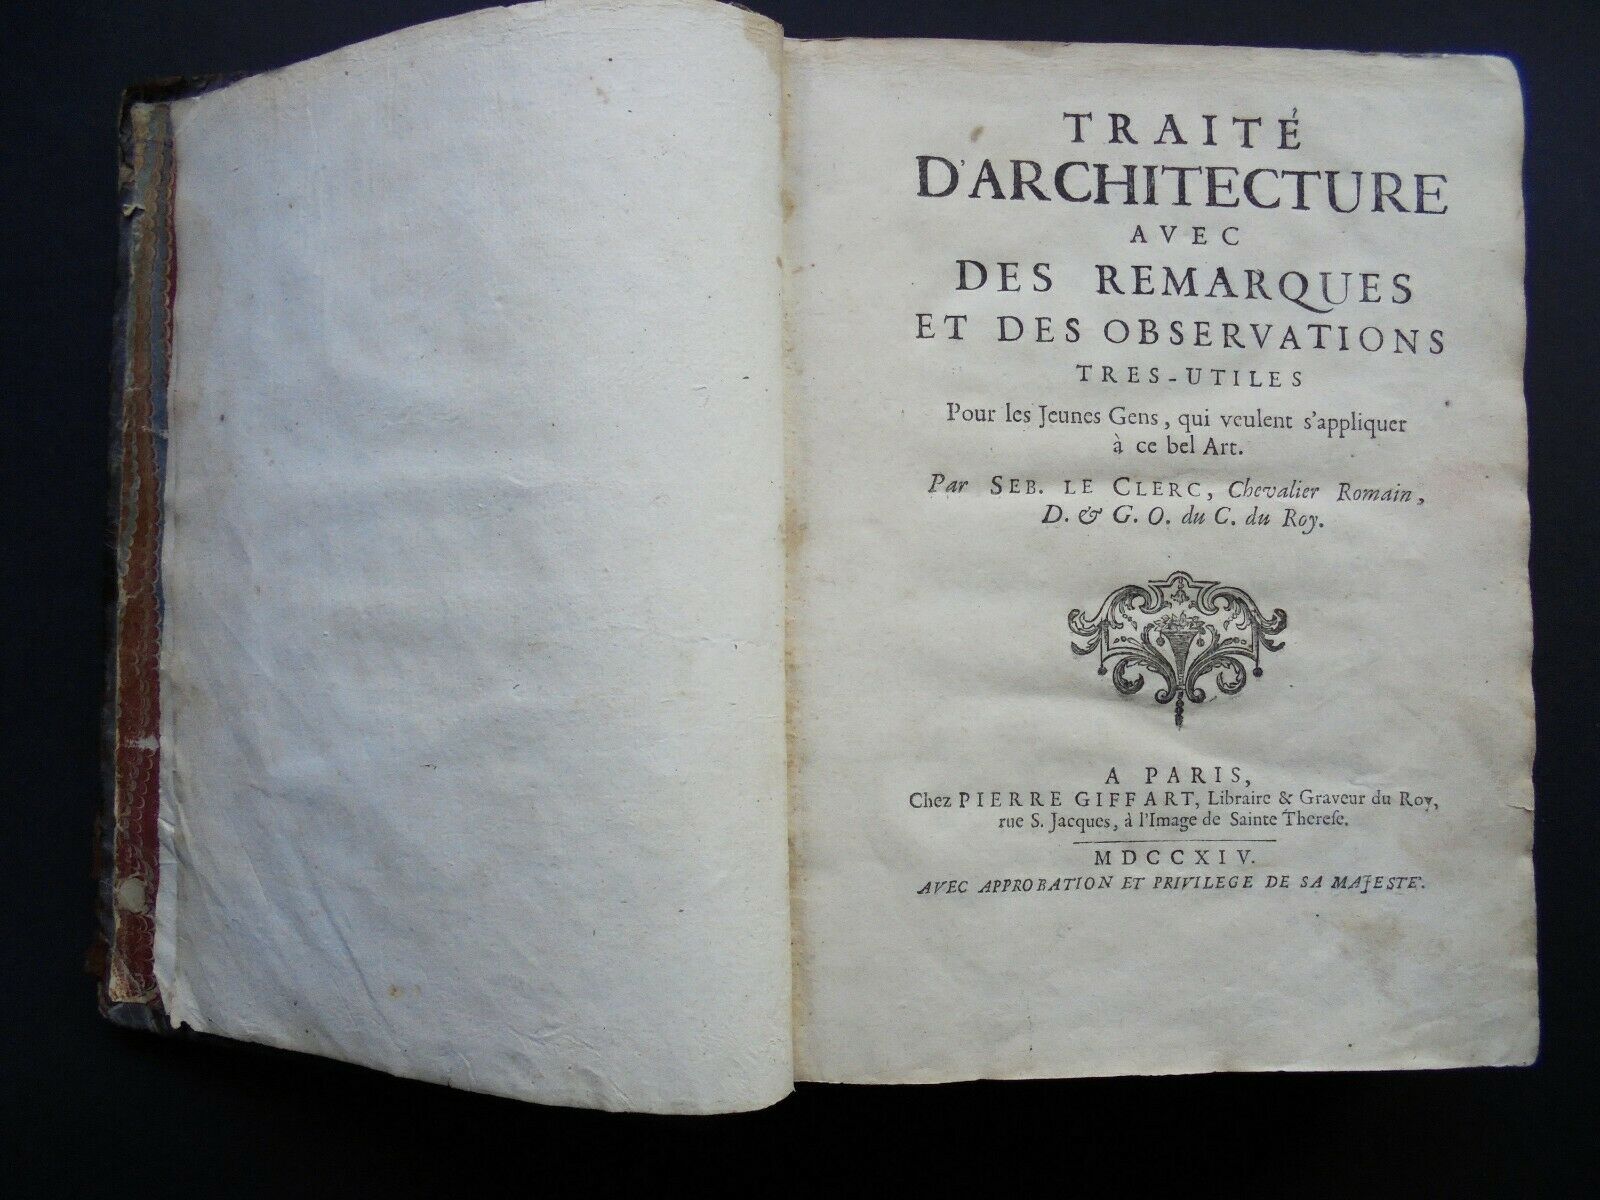 TRAITÉ
D'ARCHITECTURE
AVEC
DES REMARQUES
ET DES OBSERVATIONS
TRES-UTILES
Pour les Jeunes Gens, qui veulent s'appliquer
à ce bel Art.
Par SEB. LE CLERC, Chevalier Romain,
D. & G. O. du C. du Roy.
A PARIS,
Chez PIERRE GIFFART, Libraire & Graveur du Roy,
rue S. Jacques, à l'Image de Sainte Thereſe.
MDCCXIV.
AVEC APPROBATION ET PRIVILEGE DE SA MAJESTE'.